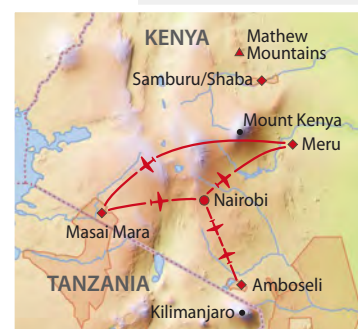 KENYA
Mathew
Mountains
Samburu/Shaba
Mount Kenya
Meru
Nairobi
Masai Mara
TANZANIA
Amboseli
Kilimanjaro